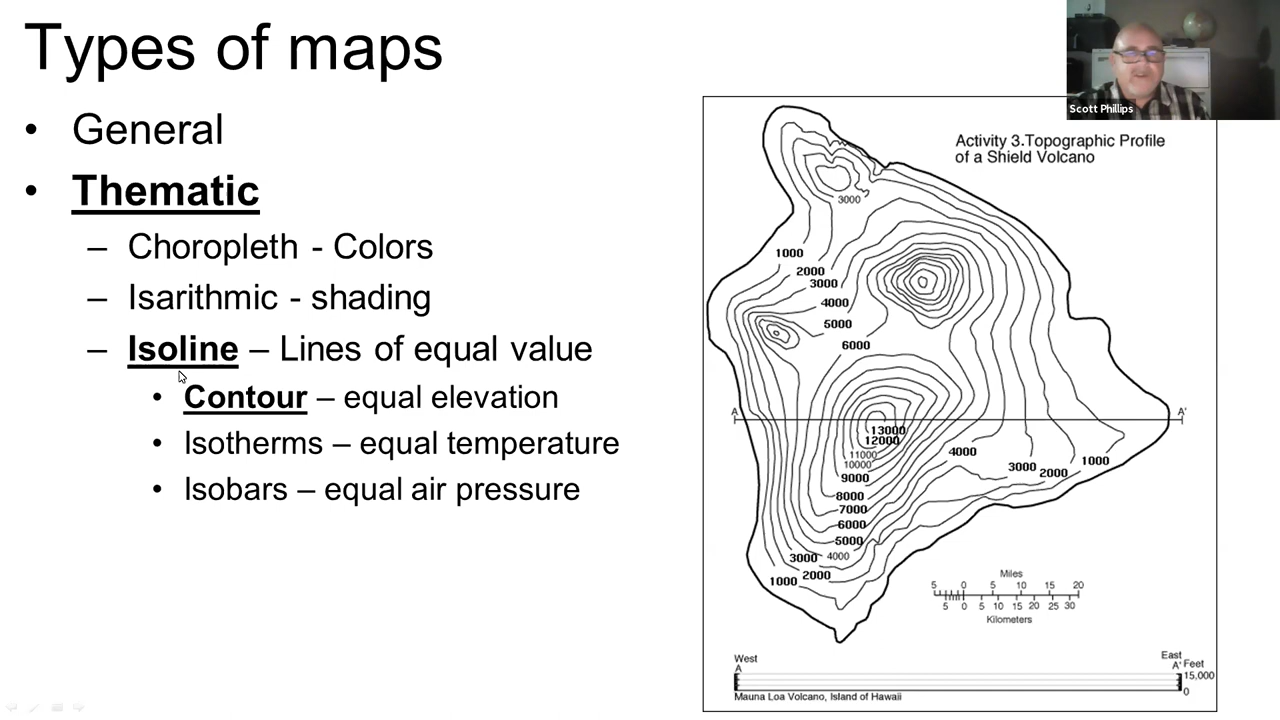 Types of maps
• General
• Thematic
– Choropleth - Colors
– Isarithmic - shading
– Isoline – Lines of equal value
• Contour – equal elevation
• Isotherms – equal temperature
• Isobars – equal air pressure
Scott Phillips
Activity 3.Topographic Profile
of a Shield Volcano
3000
1000
2000
3000
4000
5000
6000
A
A'
13000
12000
11000
10000
9000
8000
7000
6000
5000
4000
3000
2000
1000
4000
3000
2000
1000
Miles
5 0 5 10 15 20
5 0 5 10 15 20 25 30
Kilometers
West
A
East
A' Feet
15,000
0
Mauna Loa Volcano, Island of Hawaii